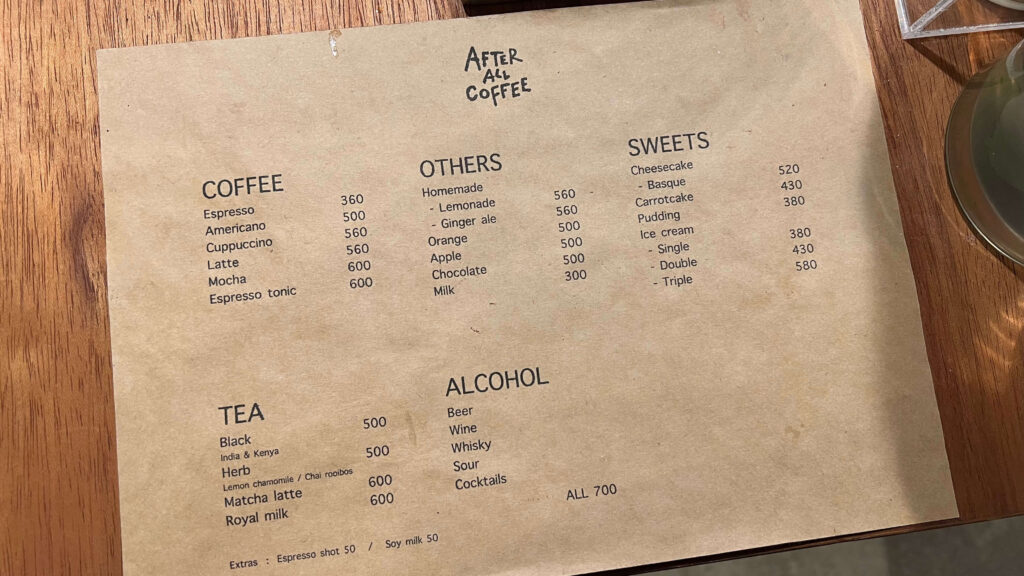 AFTER
ALL
COFFEE
COFFEE
Espresso 360
Americano 500
Cuppuccino 560
Latte 560
Mocha 600
Espresso tonic 600
OTHERS
Homemade
- Lemonade 560
- Ginger ale 560
Orange 500
Apple 500
Chocolate 500
Milk 300
SWEETS
Cheesecake
- Basque 520
Carrotcake 430
Pudding 380
Ice cream
- Single 380
- Double 430
- Triple 580
TEA
Black 500
India & Kenya
Herb 500
Lemon chamomile / Chai rooibos
Matcha latte 600
Royal milk 600
ALCOHOL
Beer
Wine
Whisky
Sour
Cocktails
ALL 700
Extras : Espresso shot 50 / Soy milk 50